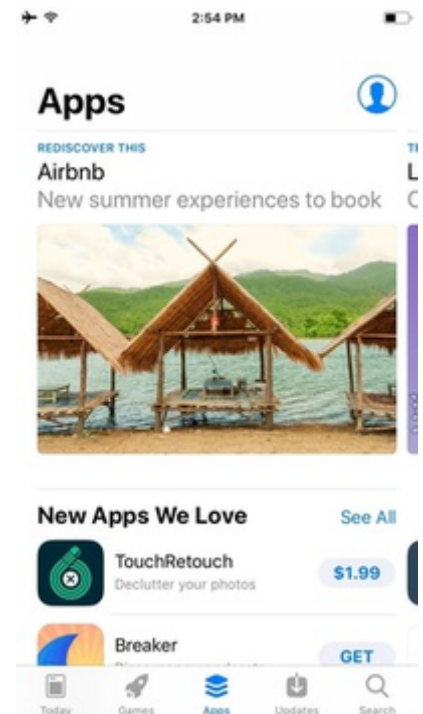 2:54 PM
Apps
REDISCOVER THIS
Airbnb
New summer experiences to book
New Apps We Love
See All
TouchRetouch
Declutter your photos
$1.99
Breaker
GET
Today
Games
Apps
Updates
Search